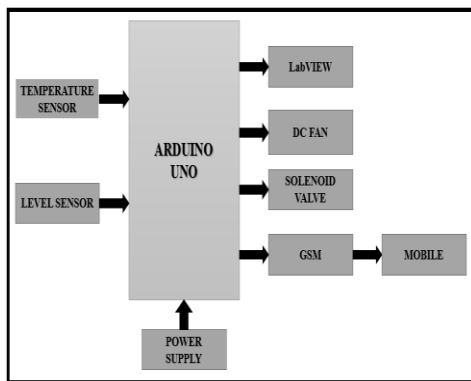 TEMPERATURE
SENSOR
LEVEL SENSOR
ARDUINO
UNO
POWER
SUPPLY
LabVIEW
DC FAN
SOLENOID
VALVE
GSM
MOBILE